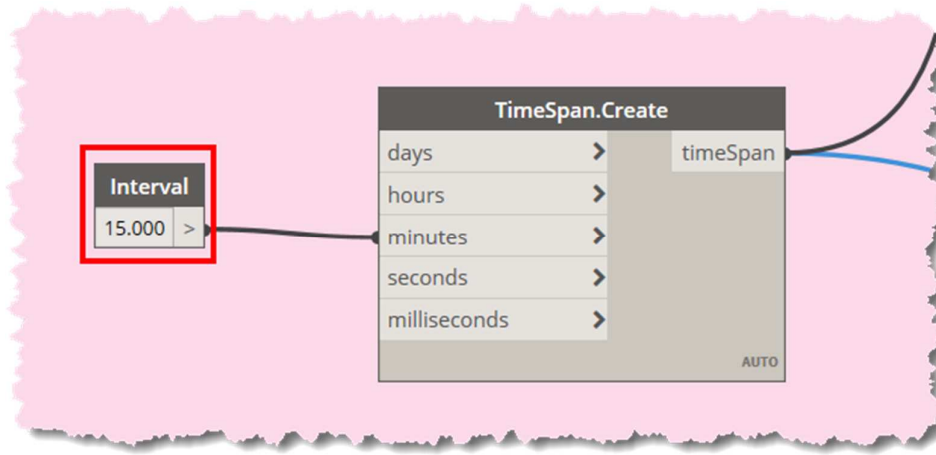 TimeSpan.Create
days
timeSpan
Interval
hours
15.000 >
minutes
seconds
milliseconds
AUTO